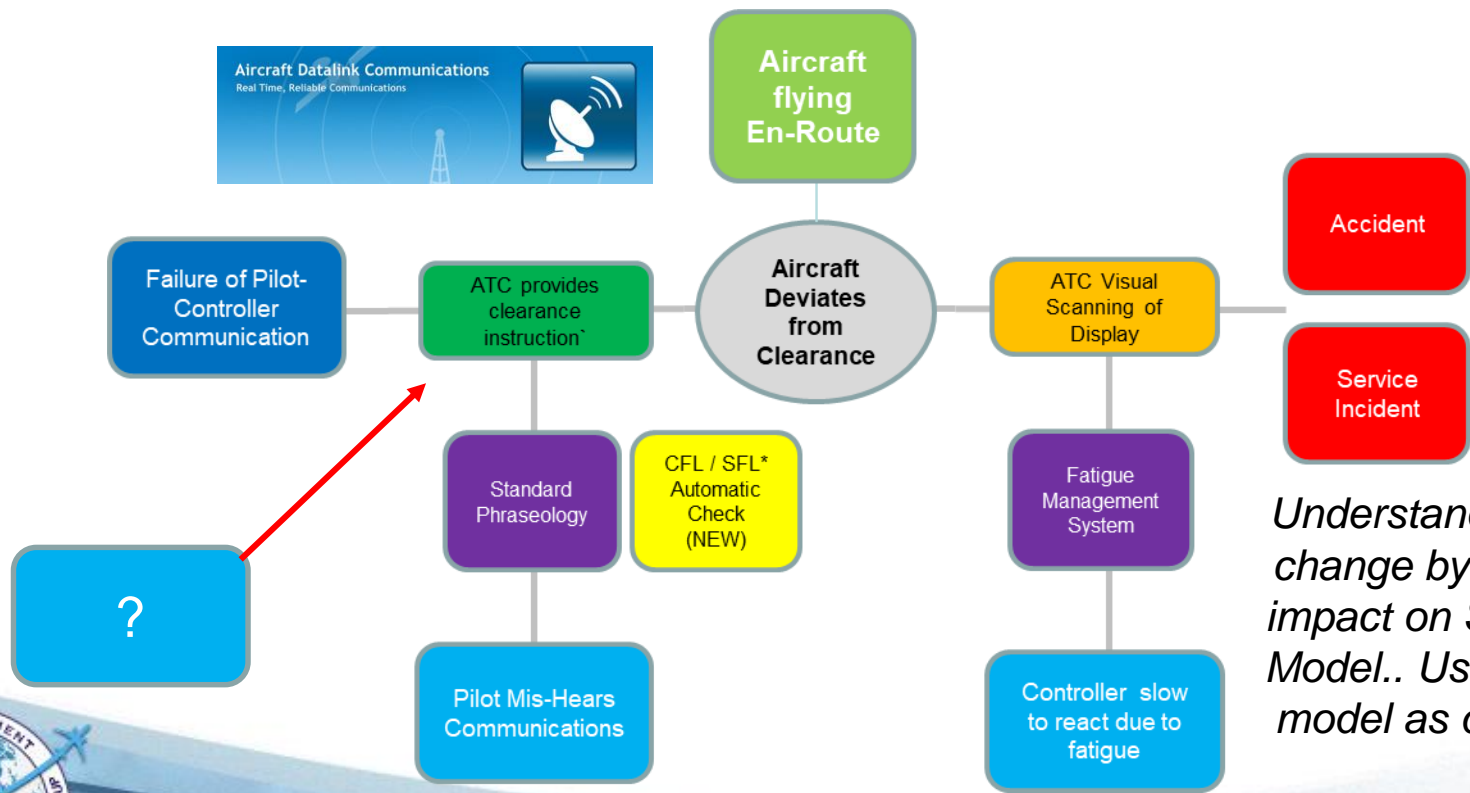 Aircraft Datalink Communications
Real Time, Reliable Communications
Aircraft
flying
En-Route
Failure of Pilot-
Controller
Communication
ATC provides
clearance
instruction`
Aircraft
Deviates
from
Clearance
ATC Visual
Scanning of
Display
Accident
Service
Incident
Standard
Phraseology
CFL / SFL*
Automatic
Check
(NEW)
Fatigue
Management
System
?
Pilot Mis-Hears
Communications
Controller slow
to react due to
fatigue
change by
impact on
Model.. Us
model as